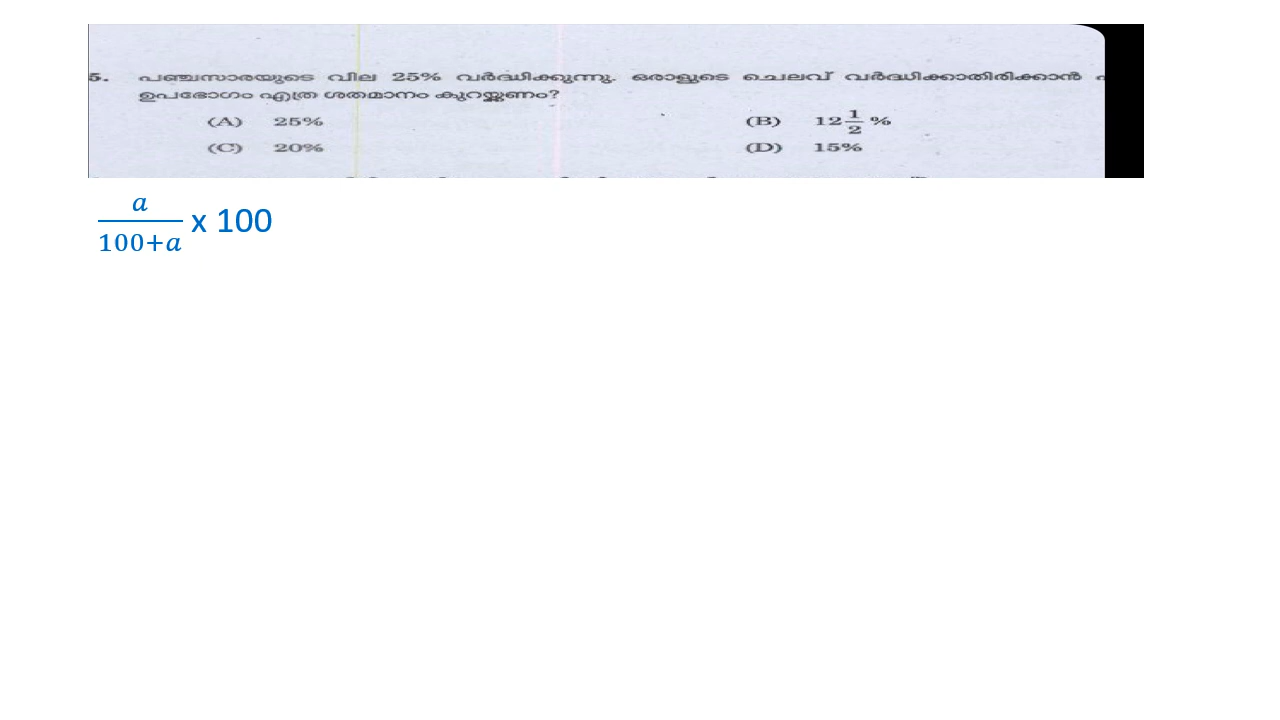 5. പഞ്ചസാരയുടെ വില 25% വർദ്ധിക്കുന്നു. ഒരാളുടെ ചെലവ് വർദ്ധിക്കാതിരിക്കാൻ
ഉപഭോഗം എത്ര ശതമാനം കുറയ്ക്കണം?
(A) 25% (B) 12 1/2 %
(C) 20% (D) 15%
a/(100+a) x 100